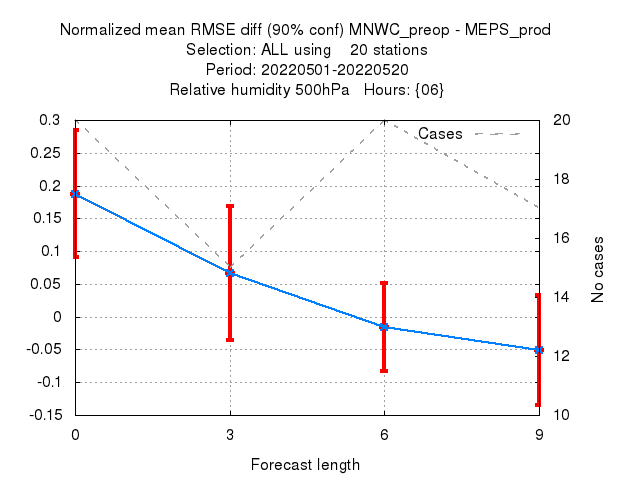 Normalized mean RMSE diff (90% conf) MNWC_preop - MEPS_prod
Selection: ALL using    20 stations
Period: 20220501-20220520
Relative humidity 500hPa   Hours: {06}
Cases
0.3
0.25
0.2
0.15
0.1
0.05
0
-0.05
-0.1
-0.15
20
18
16
14
12
10
No cases
0
3
6
9
Forecast length